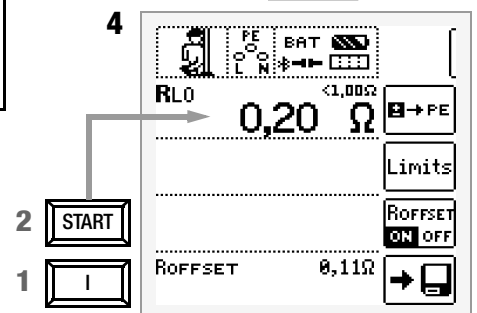 4
PE
L N
BAT
RLO
<1,00Ω
0,20 Ω
→PE
Limits
ROFFSET
ON OFF
2 START
1 I
ROFFSET 0,11Ω